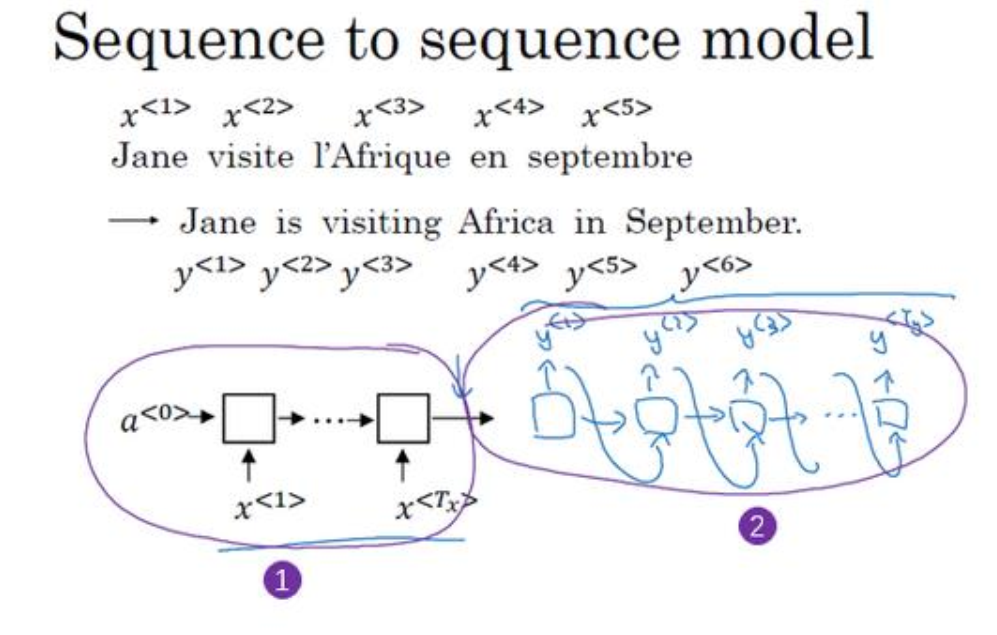 Sequence to sequence model
x<1> x<2> x<3> x<4> x<5>
Jane visite l'Afrique en septembre
→ Jane is visiting Africa in September.
y<1> y<2> y<3> y<4> y<5> y<6>
y<1> y<2> y<3> y<Ty>
a<0> ... ...
x<1> x<Tx>
2
1